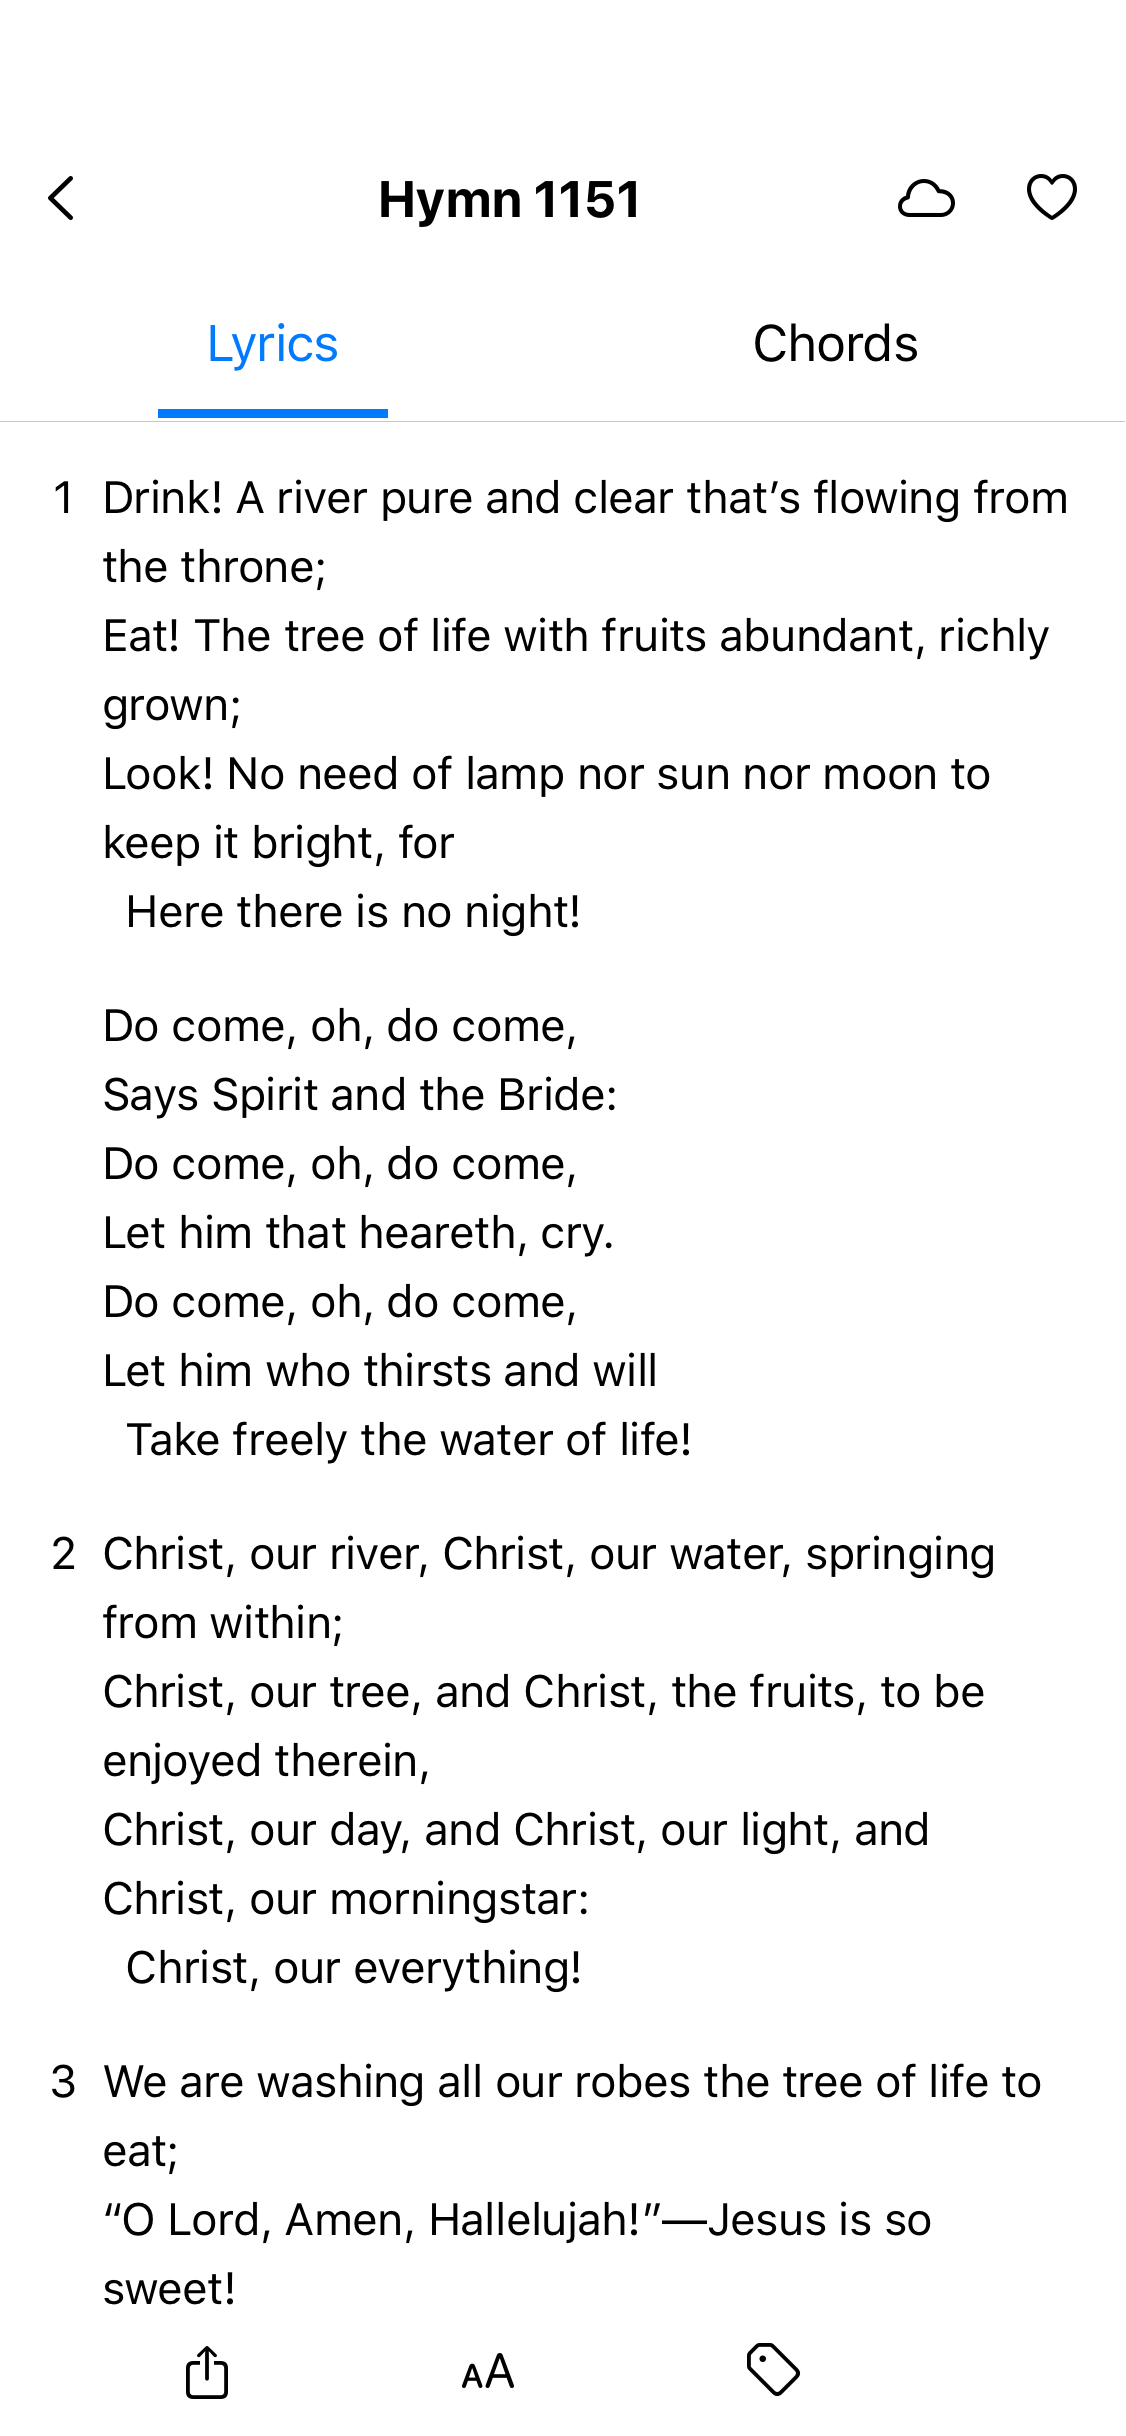 Hymn 1151
Lyrics
Chords
1 Drink! A river pure and clear that’s flowing from
the throne;
Eat! The tree of life with fruits abundant, richly
grown;
Look! No need of lamp nor sun nor moon to
keep it bright, for
Here there is no night!
Do come, oh, do come,
Says Spirit and the Bride:
Do come, oh, do come,
Let him that heareth, cry.
Do come, oh, do come,
Let him who thirsts and will
Take freely the water of life!
2 Christ, our river, Christ, our water, springing
from within;
Christ, our tree, and Christ, the fruits, to be
enjoyed therein,
Christ, our day, and Christ, our light, and
Christ, our morningstar:
Christ, our everything!
3 We are washing all our robes the tree of life to
eat;
“O Lord, Amen, Hallelujah!”—Jesus is so
sweet!
AA